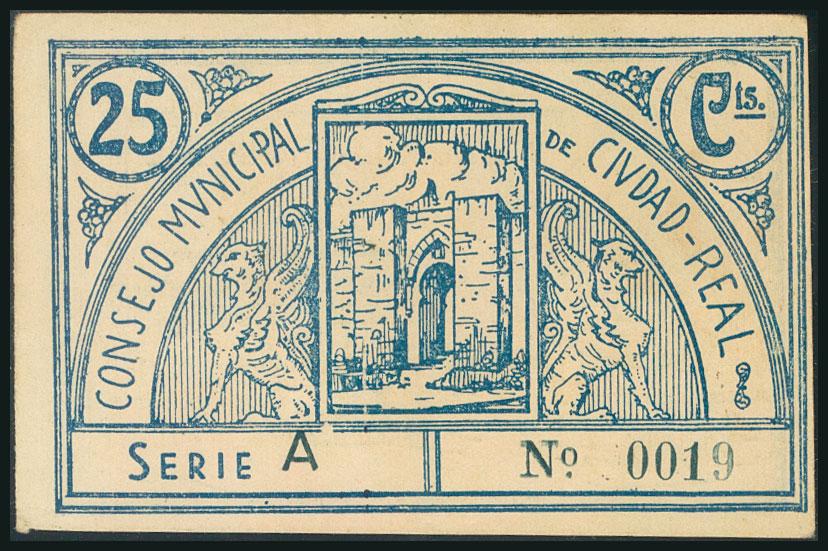 25
Cts.
CONSEJO MVNICIPAL DE CIVDAD-REAL
SERIE A
Nº 0019